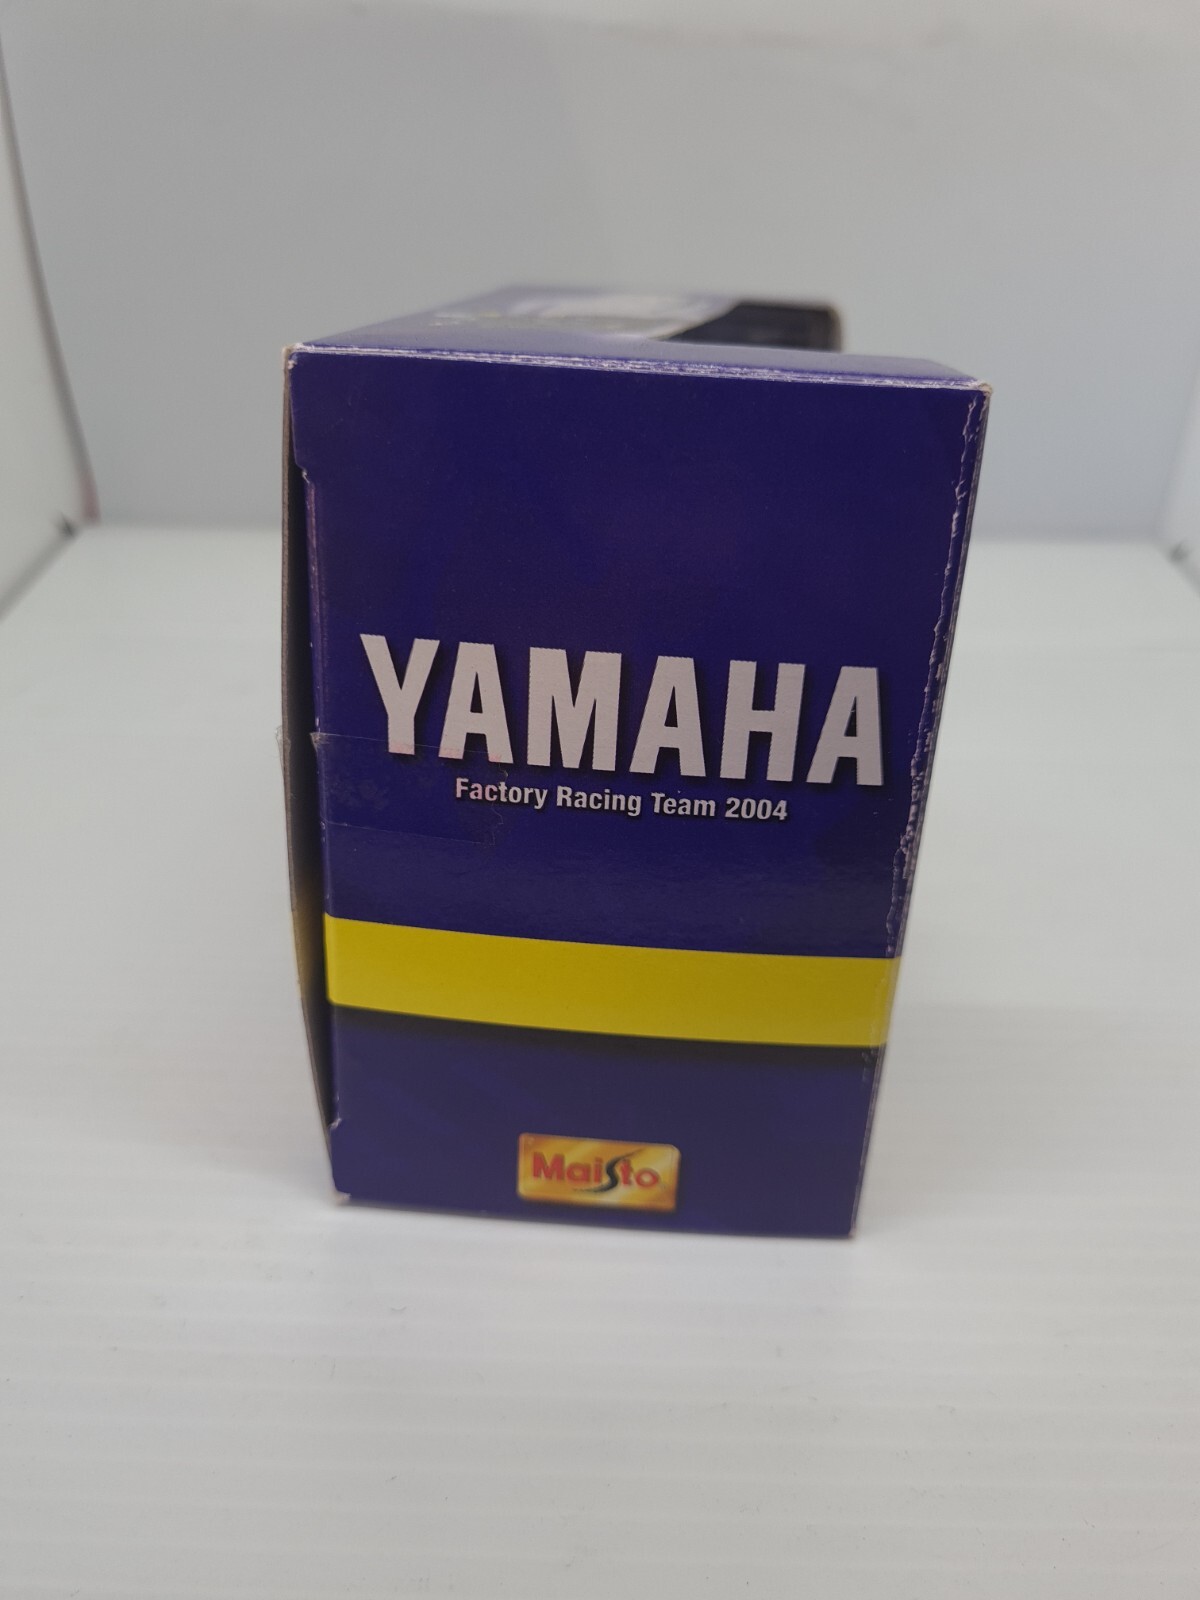 YAMAHA
Factory Racing Team 2004
Maisto